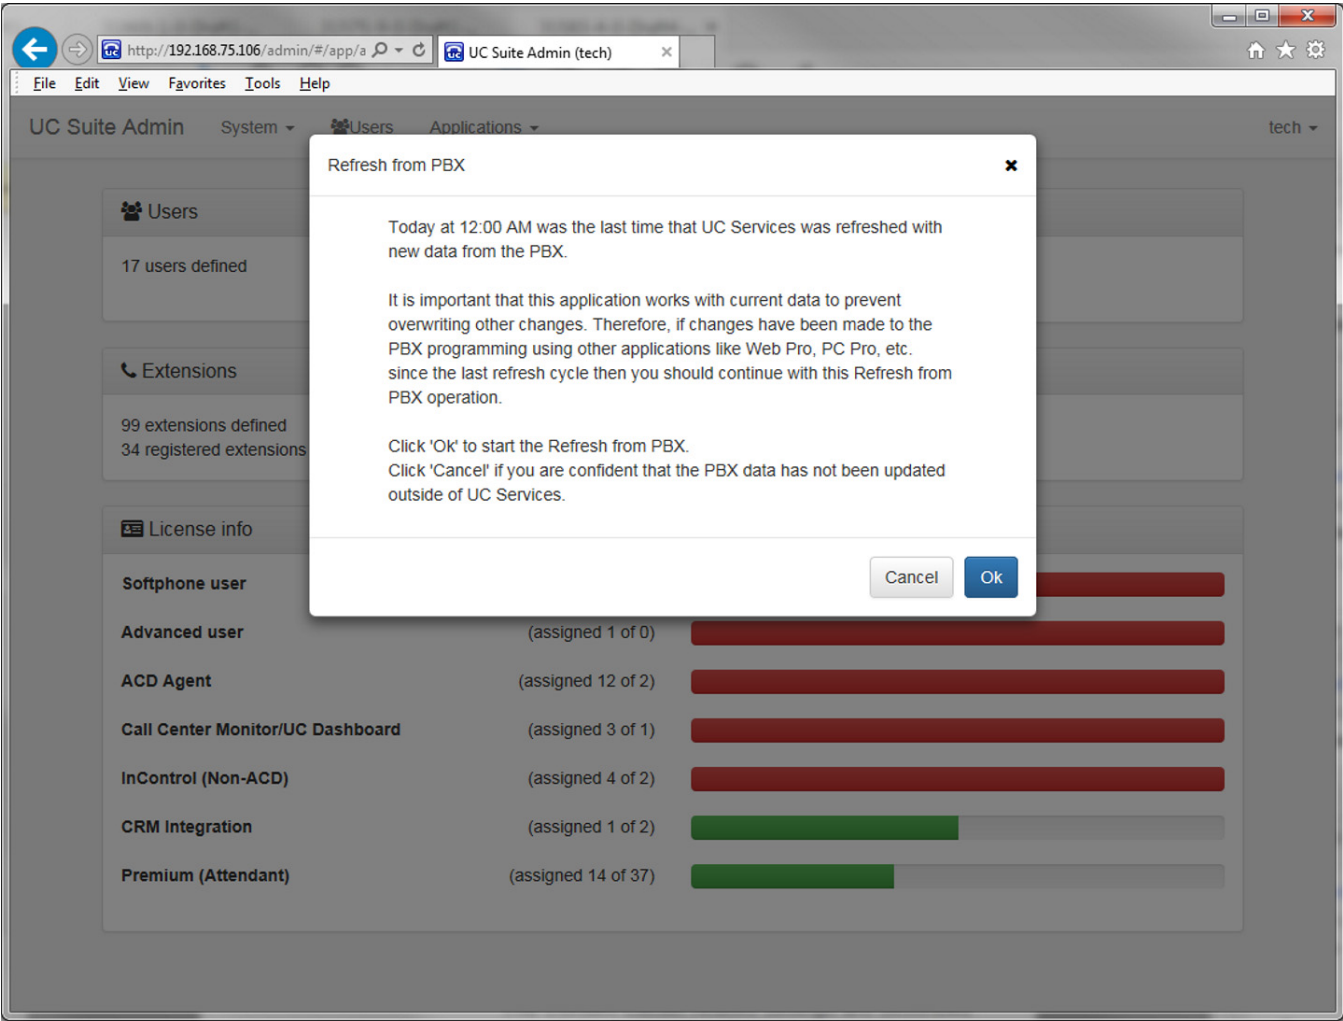 http://192.168.75.106/admin/#/app/a
UC Suite Admin (tech)
File Edit View Favorites Tools Help
UC Suite Admin System Users Applications tech
Refresh from PBX
Users
Today at 12:00 AM was the last time that UC Services was refreshed with
new data from the PBX.
17 users defined
It is important that this application works with current data to prevent
overwriting other changes. Therefore, if changes have been made to the
PBX programming using other applications like Web Pro, PC Pro, etc.
since the last refresh cycle then you should continue with this Refresh from
PBX operation.
Extensions
99 extensions defined
34 registered extensions
Click 'Ok' to start the Refresh from PBX.
Click 'Cancel' if you are confident that the PBX data has not been updated
outside of UC Services.
Cancel Ok
License info
Softphone user
Advanced user (assigned 1 of 0)
ACD Agent (assigned 12 of 2)
Call Center Monitor/UC Dashboard (assigned 3 of 1)
InControl (Non-ACD) (assigned 4 of 2)
CRM Integration (assigned 1 of 2)
Premium (Attendant) (assigned 14 of 37)